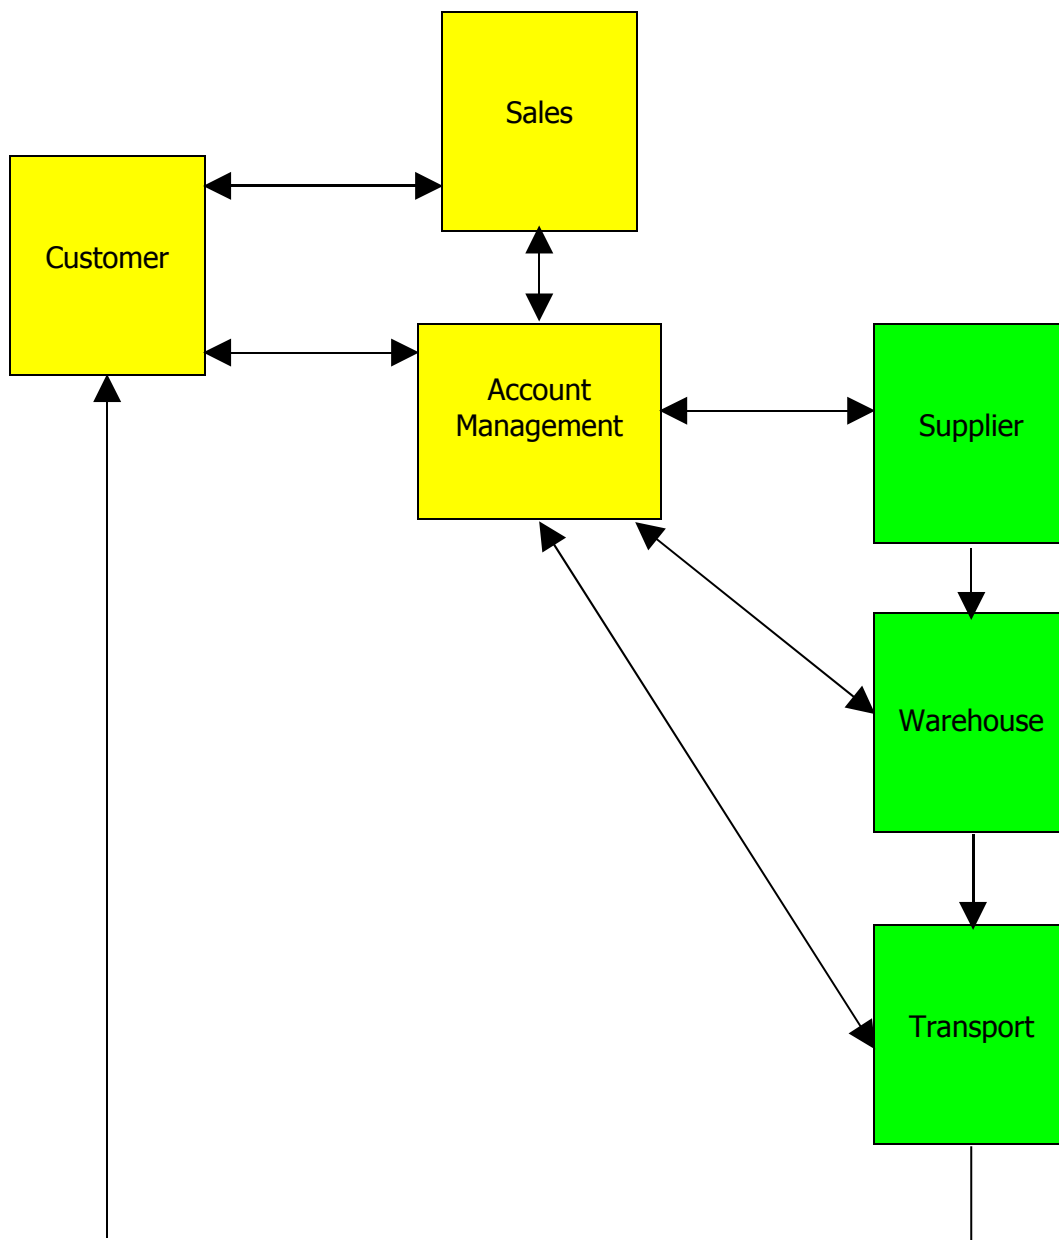 Sales
Customer
Account
Management
Supplier
Warehouse
Transport